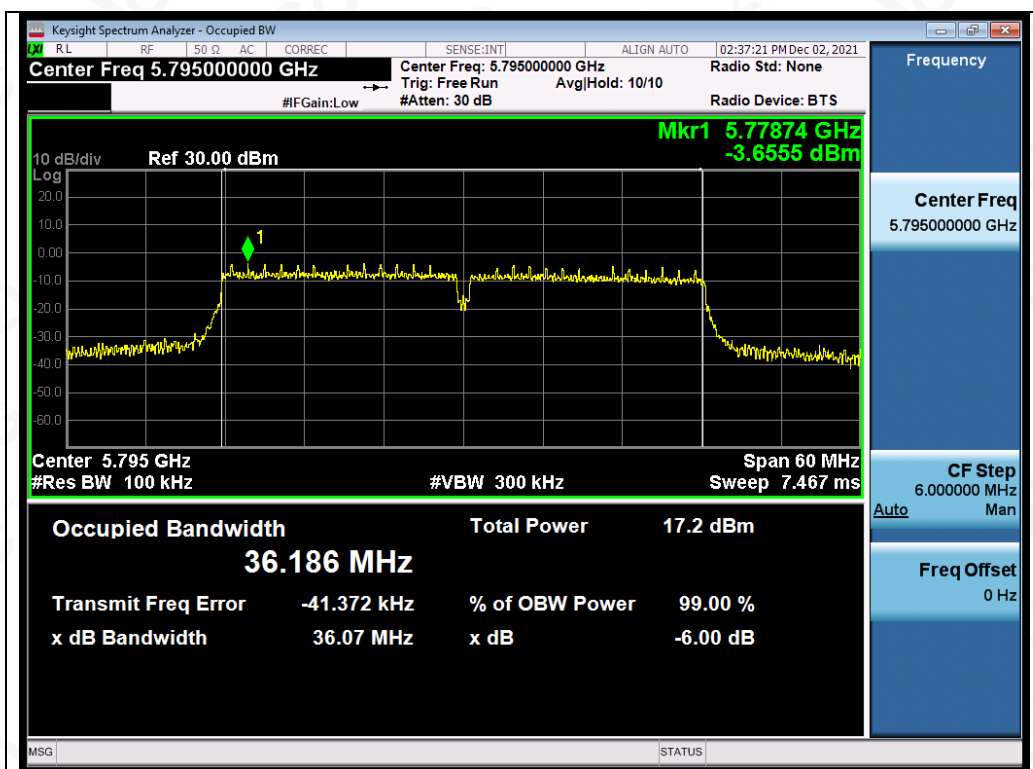 Keysight Spectrum Analyzer - Occupied BW
LXI RL RF 50 Ω AC CORREC SENSE:INT ALIGN AUTO 02:37:21 PM Dec 02, 2021
Center Freq 5.795000000 GHz Center Freq: 5.795000000 GHz Radio Std: None
Trig: Free Run Avg|Hold: 10/10
#IFGain:Low #Atten: 30 dB Radio Device: BTS
Mkr1 5.77874 GHz
10 dB/div Ref 30.00 dBm -3.6555 dBm
Log
20.0
10.0
0.00
-10.0
-20.0
-30.0
-40.0
-50.0
-60.0
1
Center 5.795 GHz Span 60 MHz
#Res BW 100 kHz #VBW 300 kHz Sweep 7.467 ms
Occupied Bandwidth Total Power 17.2 dBm
36.186 MHz
Transmit Freq Error -41.372 kHz % of OBW Power 99.00 %
x dB Bandwidth 36.07 MHz x dB -6.00 dB
MSG STATUS
Frequency
Center Freq
5.795000000 GHz
CF Step
6.000000 MHz
Auto Man
Freq Offset
0 Hz